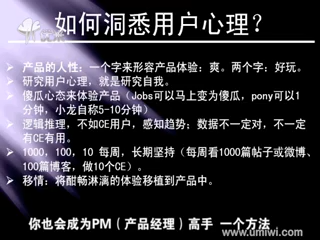 如何洞悉用户心理？
产品的人性：一个字来形容产品体验：爽。两个字：好玩。
研究用户心理，就是研究自我。
傻瓜心态来体验产品（Jobs可以马上变为傻瓜，pony可以1
分钟，小龙自称5-10分钟）
逻辑推理，不如CE用户，感知趋势；数据不一定对，不一定
有CE有用。
1000，100，10 每周，长期坚持（每周看1000篇帖子或微博、
100篇博客，做10个CE）。
移情：将酣畅淋漓的体验移植到产品中。
你也会成为PM（产品经理）高手 一个方法
www.umiwi.com